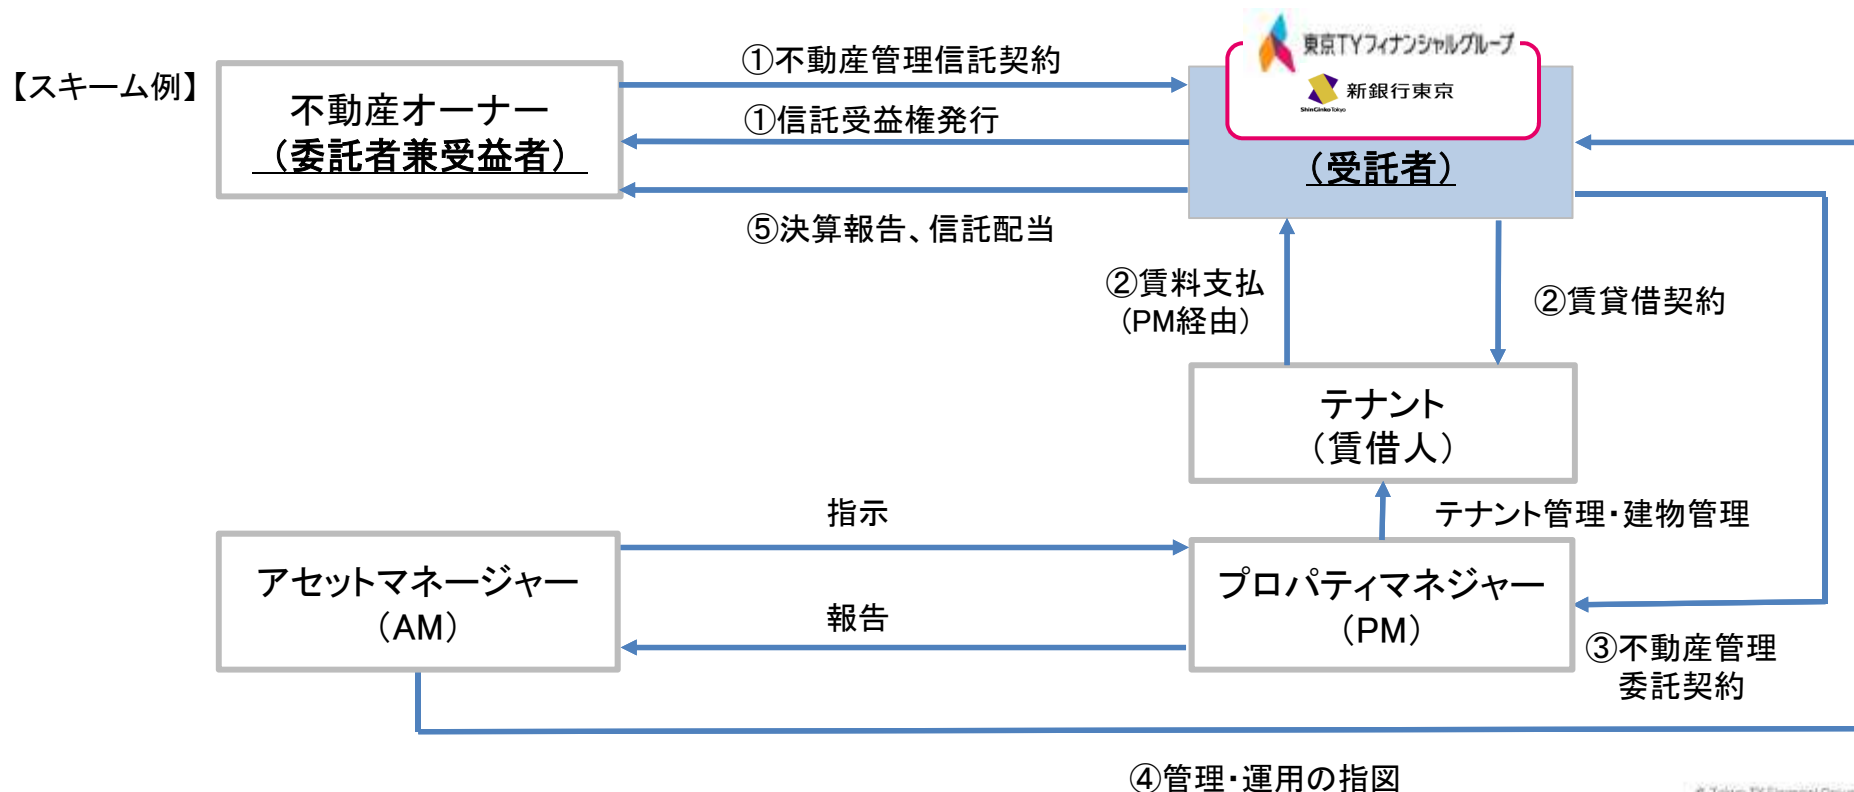 【スキーム例】
不動産オーナー
（委託者兼受益者）
①不動産管理信託契約
①信託受益権発行
⑤決算報告、信託配当
東京TYフィナンシャルグループ
新銀行東京
ShinGinkoTokyo
（受託者）
②賃料支払
（PM経由）
②賃貸借契約
テナント
（賃借人）
指示
テナント管理・建物管理
アセットマネージャー
（AM）
プロパティマネジャー
（PM）
報告
③不動産管理
委託契約
④管理・運用の指図